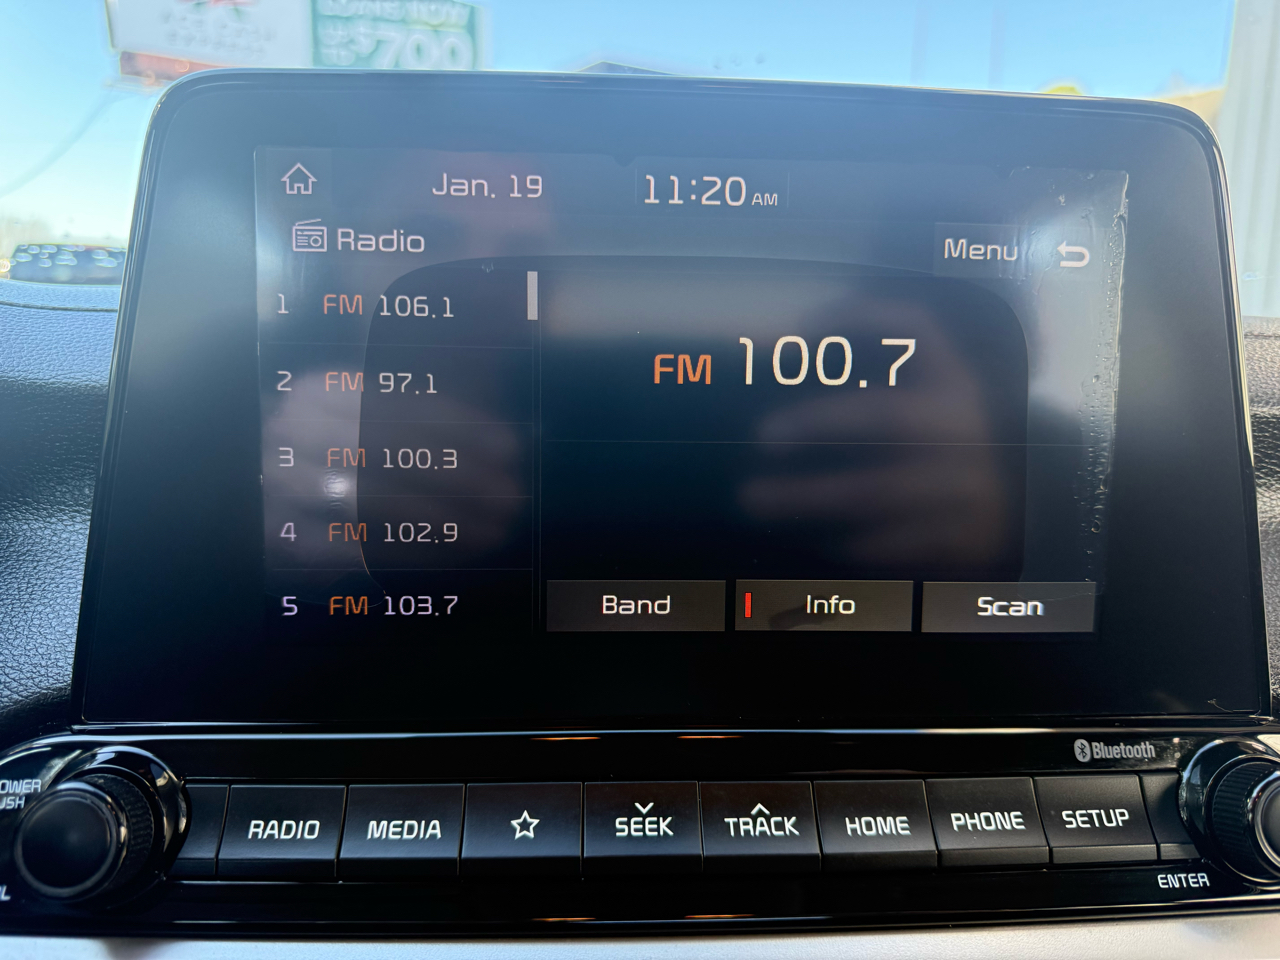 $700
Jan. 19 11:20 AM
Radio
Menu
1 FM 106.1
2 FM 97.1
3 FM 100.3
4 FM 102.9
5 FM 103.7
FM 100.7
Band Info Scan
Bluetooth
RADIO MEDIA SEEK TRACK HOME PHONE SETUP
ENTER